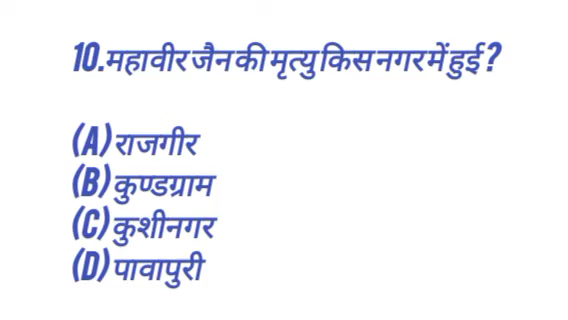 10.महावीर जैन की मृत्यु किस नगर में हुई?
(A) राजगीर
(B) कुण्डग्राम
(C) कुशीनगर
(D) पावापुरी